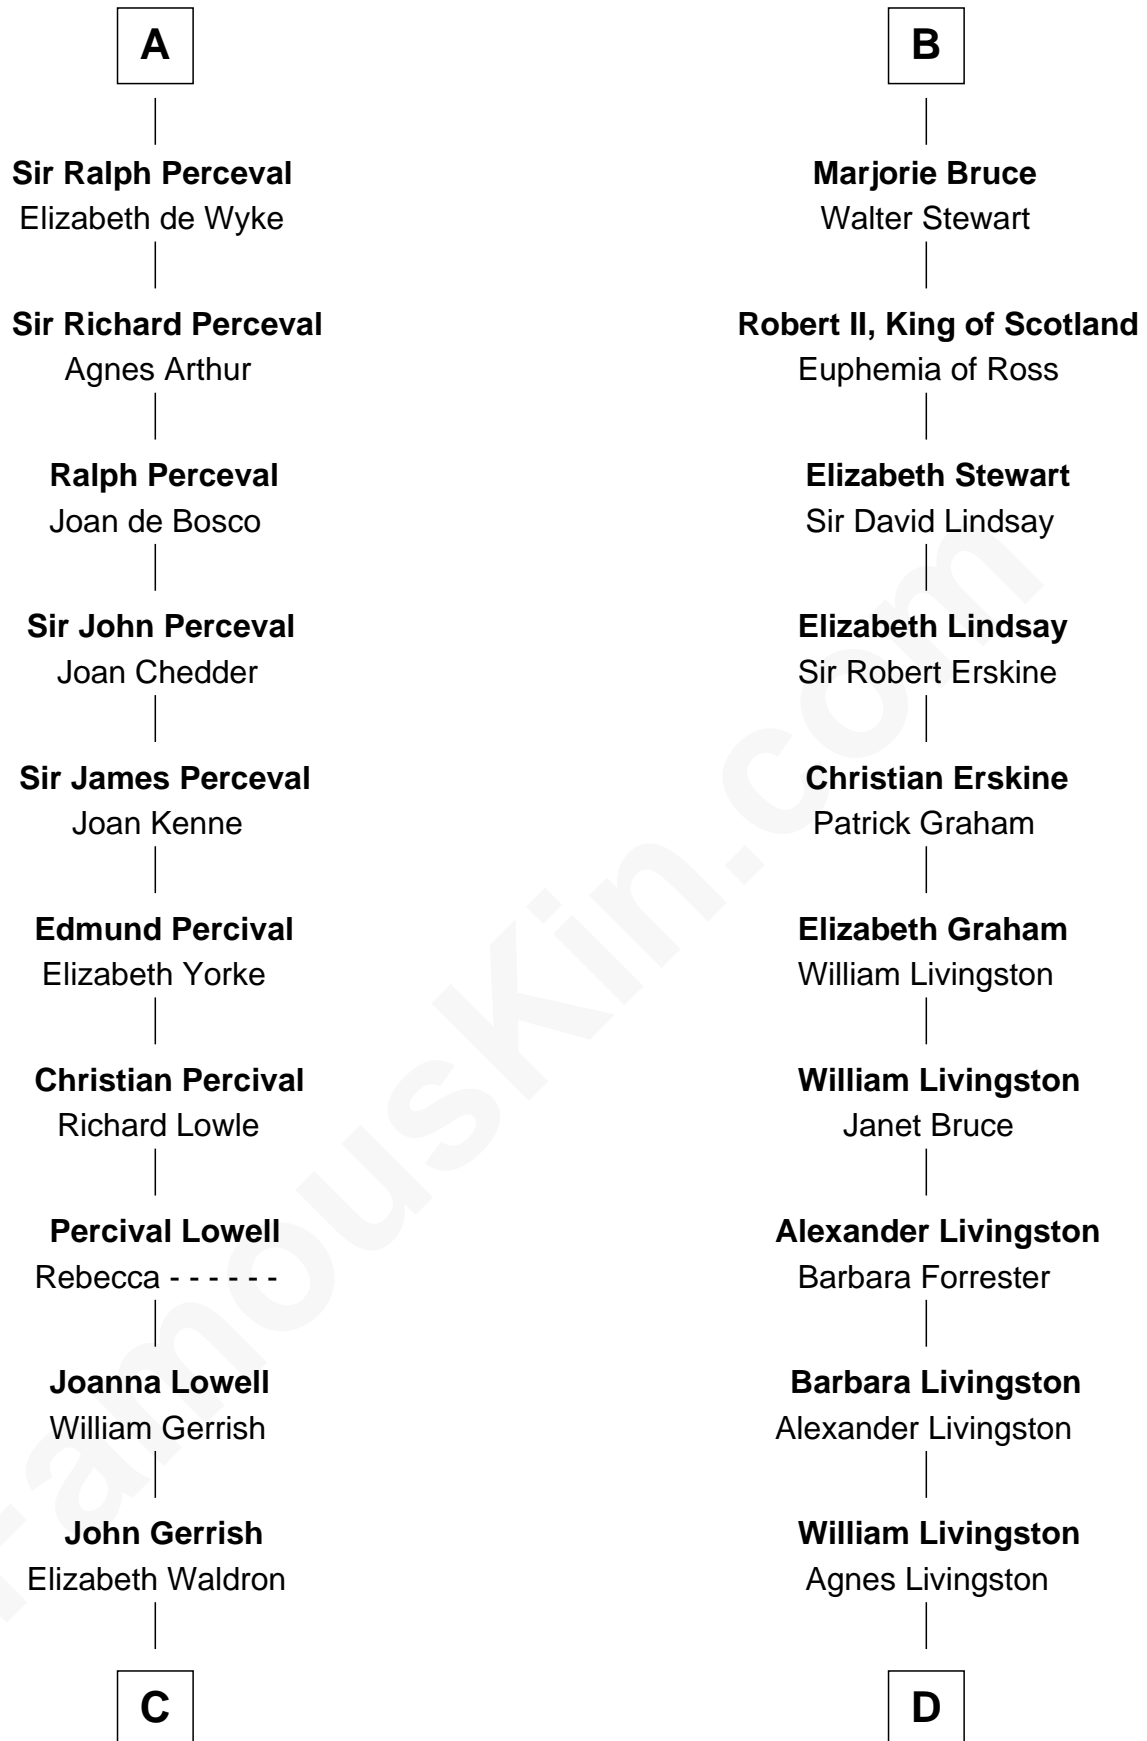 A
Sir Ralph Perceval
Elizabeth de Wyke
Sir Richard Perceval
Agnes Arthur
Ralph Perceval
Joan de Bosco
Sir John Perceval
Joan Chedder
Sir James Perceval
Joan Kenne
Edmund Percival
Elizabeth Yorke
Christian Percival
Richard Lowle
Percival Lowell
Rebecca - - - - - -
Joanna Lowell
William Gerrish
John Gerrish
Elizabeth Waldron
C
B
Marjorie Bruce
Walter Stewart
Robert II, King of Scotland
Euphemia of Ross
Elizabeth Stewart
Sir David Lindsay
Elizabeth Lindsay
Sir Robert Erskine
Christian Erskine
Patrick Graham
Elizabeth Graham
William Livingston
William Livingston
Janet Bruce
Alexander Livingston
Barbara Forrester
Barbara Livingston
Alexander Livingston
William Livingston
Agnes Livingston
D
FamousKin.com